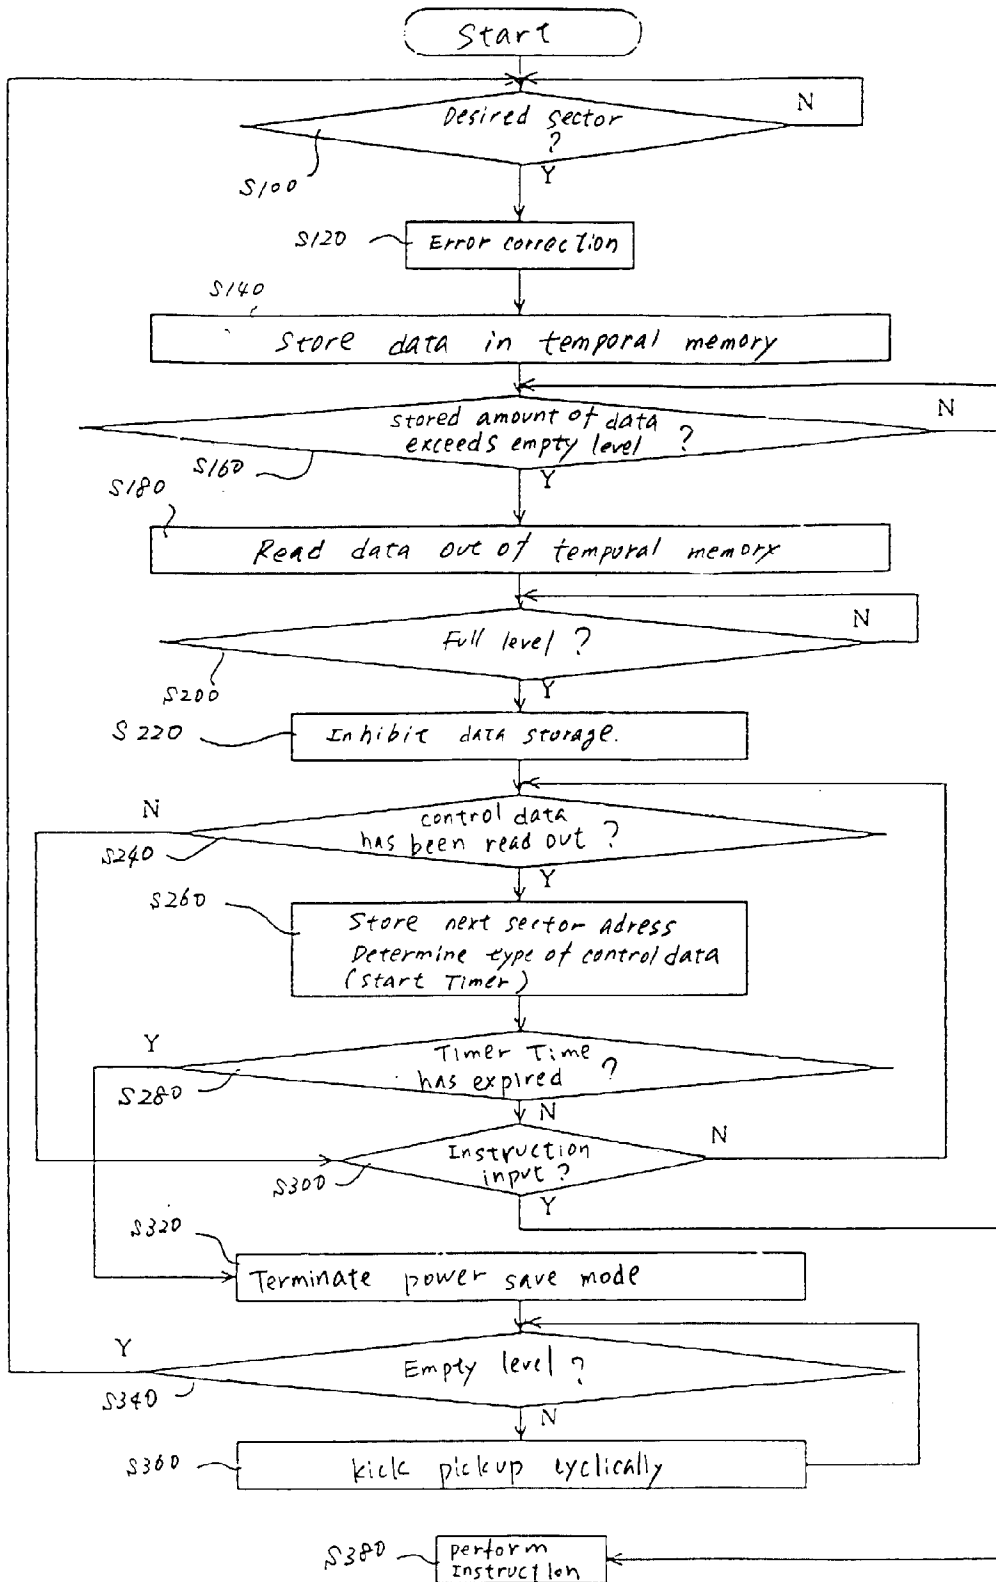 Start
N
Desired sector
?
Y
S100
S120
Error correction
S140
Store data in temporal memory
stored amount of data
exceeds empty level ?
N
Y
S160
S180
Read data out of tempural memory
Full level ?
N
Y
S200
S220
Inhibit data storage.
N
control data
has been read out ?
Y
S240
S260
Store next sector adress
Determine type of control data
(Start Timer)
Y
Timer Time
has expired ?
N
S280
N
Instruction
input ?
Y
S300
S320
Terminate power save mode
Y
Empty level ?
N
S340
S360
kick pickup cyclically
S380
perform
Instruction